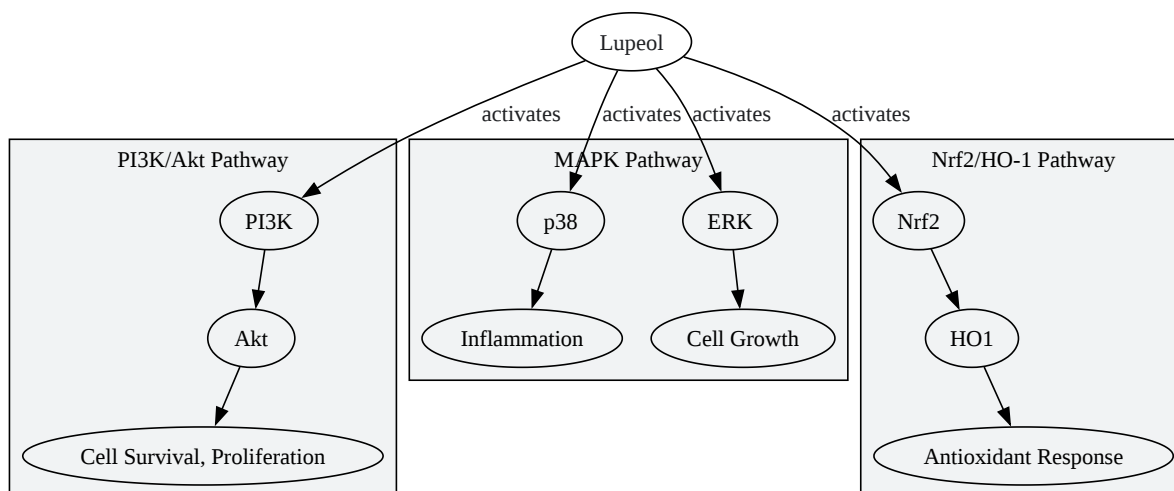 Lupeol
activates
activates
activates
activates
PI3K/Akt Pathway
MAPK Pathway
Nrf2/HO-1 Pathway
PI3K
p38
ERK
Nrf2
Akt
Inflammation
Cell Growth
HO1
Cell Survival, Proliferation
Antioxidant Response